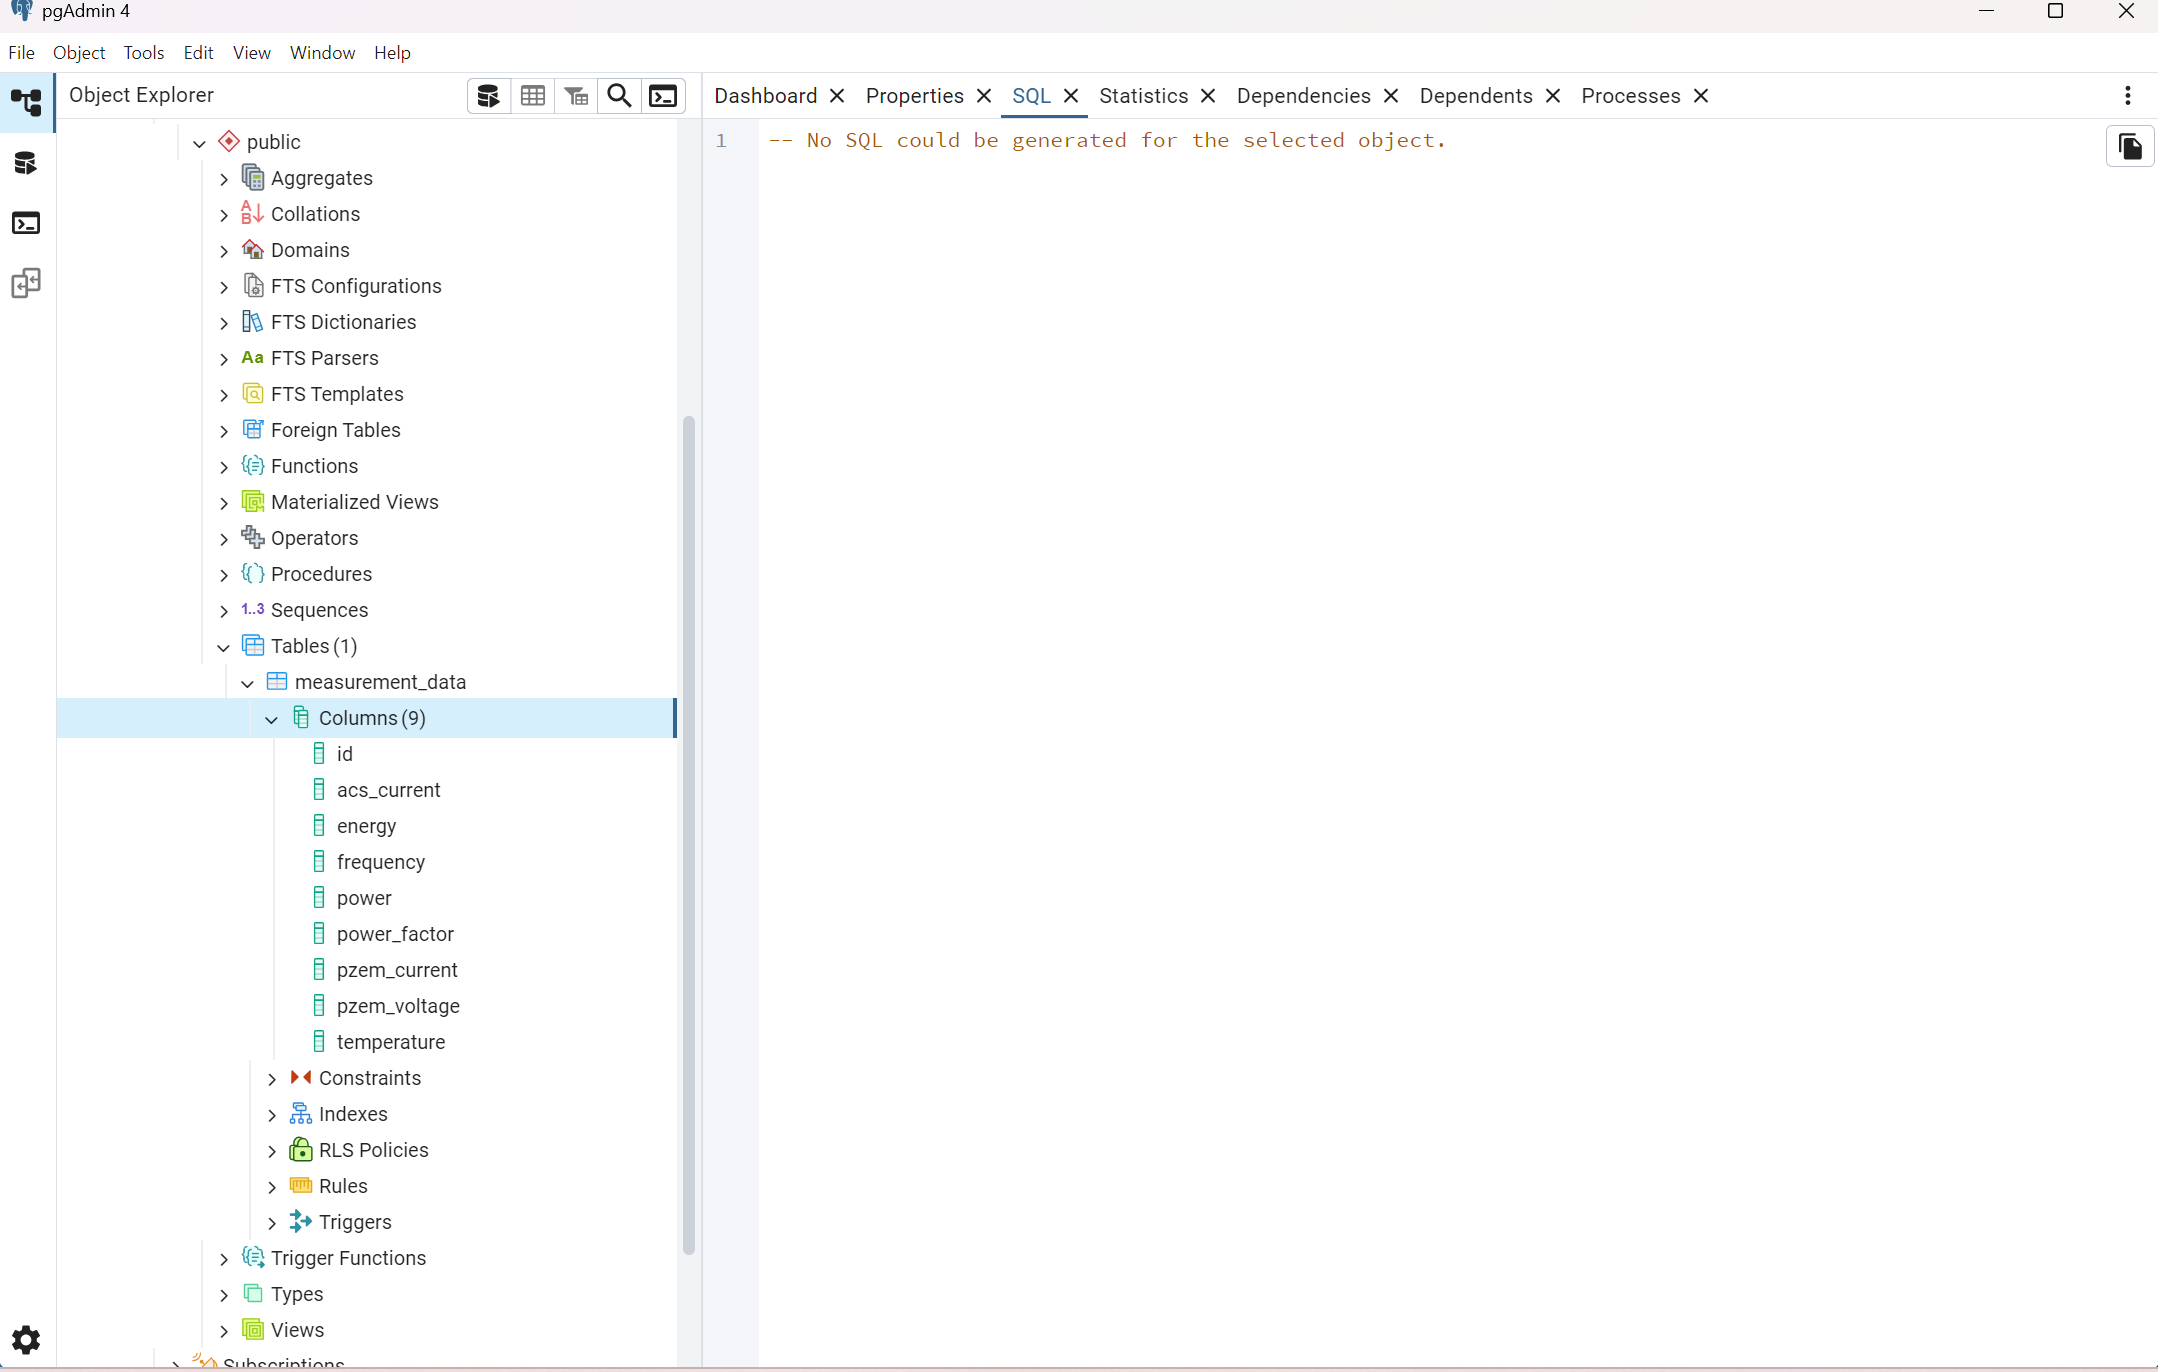 pgAdmin 4
File Object Tools Edit View Window Help
Object Explorer
Dashboard Properties SQL Statistics Dependencies Dependents Processes
1 -- No SQL could be generated for the selected object.
public
Aggregates
Collations
Domains
FTS Configurations
FTS Dictionaries
Aa FTS Parsers
FTS Templates
Foreign Tables
Functions
Materialized Views
Operators
Procedures
1..3 Sequences
Tables (1)
measurement_data
Columns (9)
id
acs_current
energy
frequency
power
power_factor
pzem_current
pzem_voltage
temperature
Constraints
Indexes
RLS Policies
Rules
Triggers
Trigger Functions
Types
Views
Subscriptions